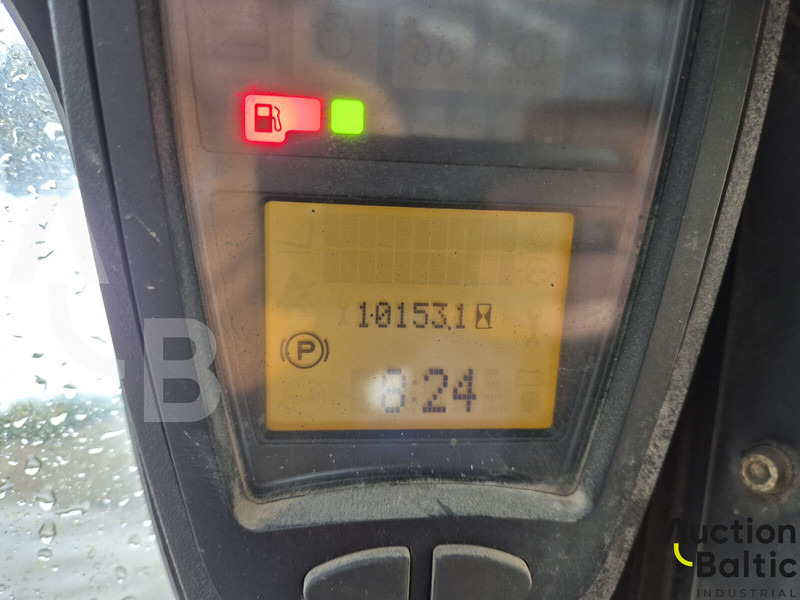 10153.1
P
8:24
A
B
Auction
Baltic
INDUSTRIAL